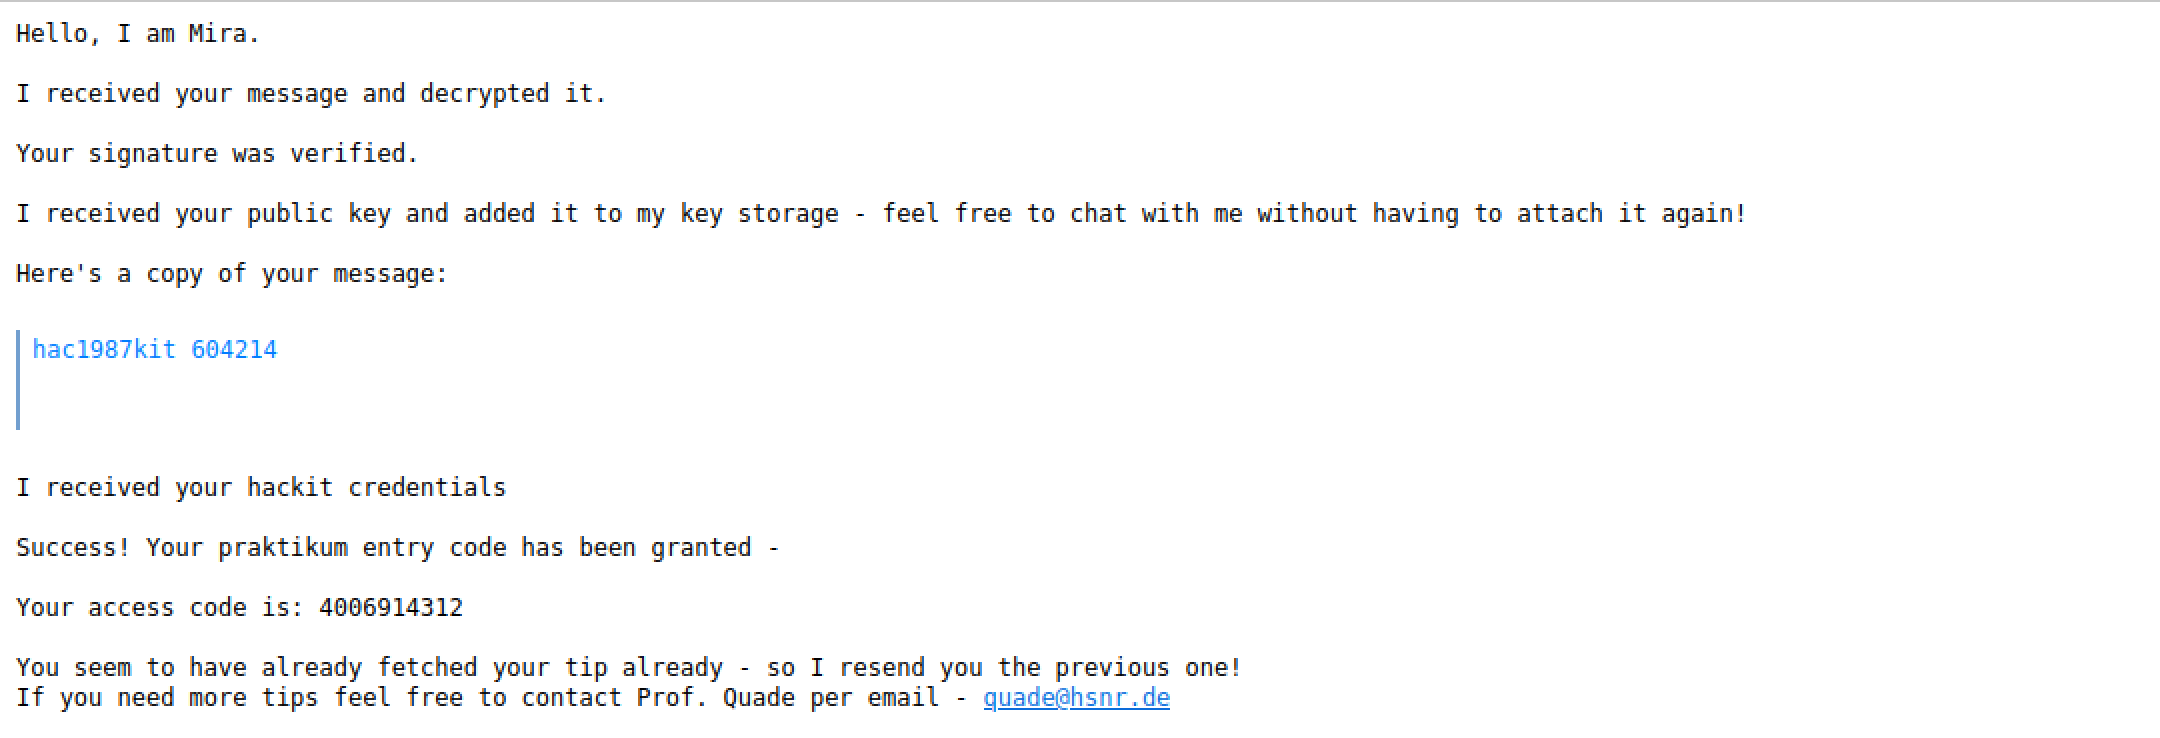 Hello, I am Mira.
I received your message and decrypted it.
Your signature was verified.
I received your public key and added it to my key storage - feel free to chat with me without having to attach it again!
Here's a copy of your message:
hac1987kit 604214
I received your hackit credentials
Success! Your praktikum entry code has been granted -
Your access code is: 4006914312
You seem to have already fetched your tip already - so I resend you the previous one!
If you need more tips feel free to contact Prof. Quade per email - quade@hsnr.de